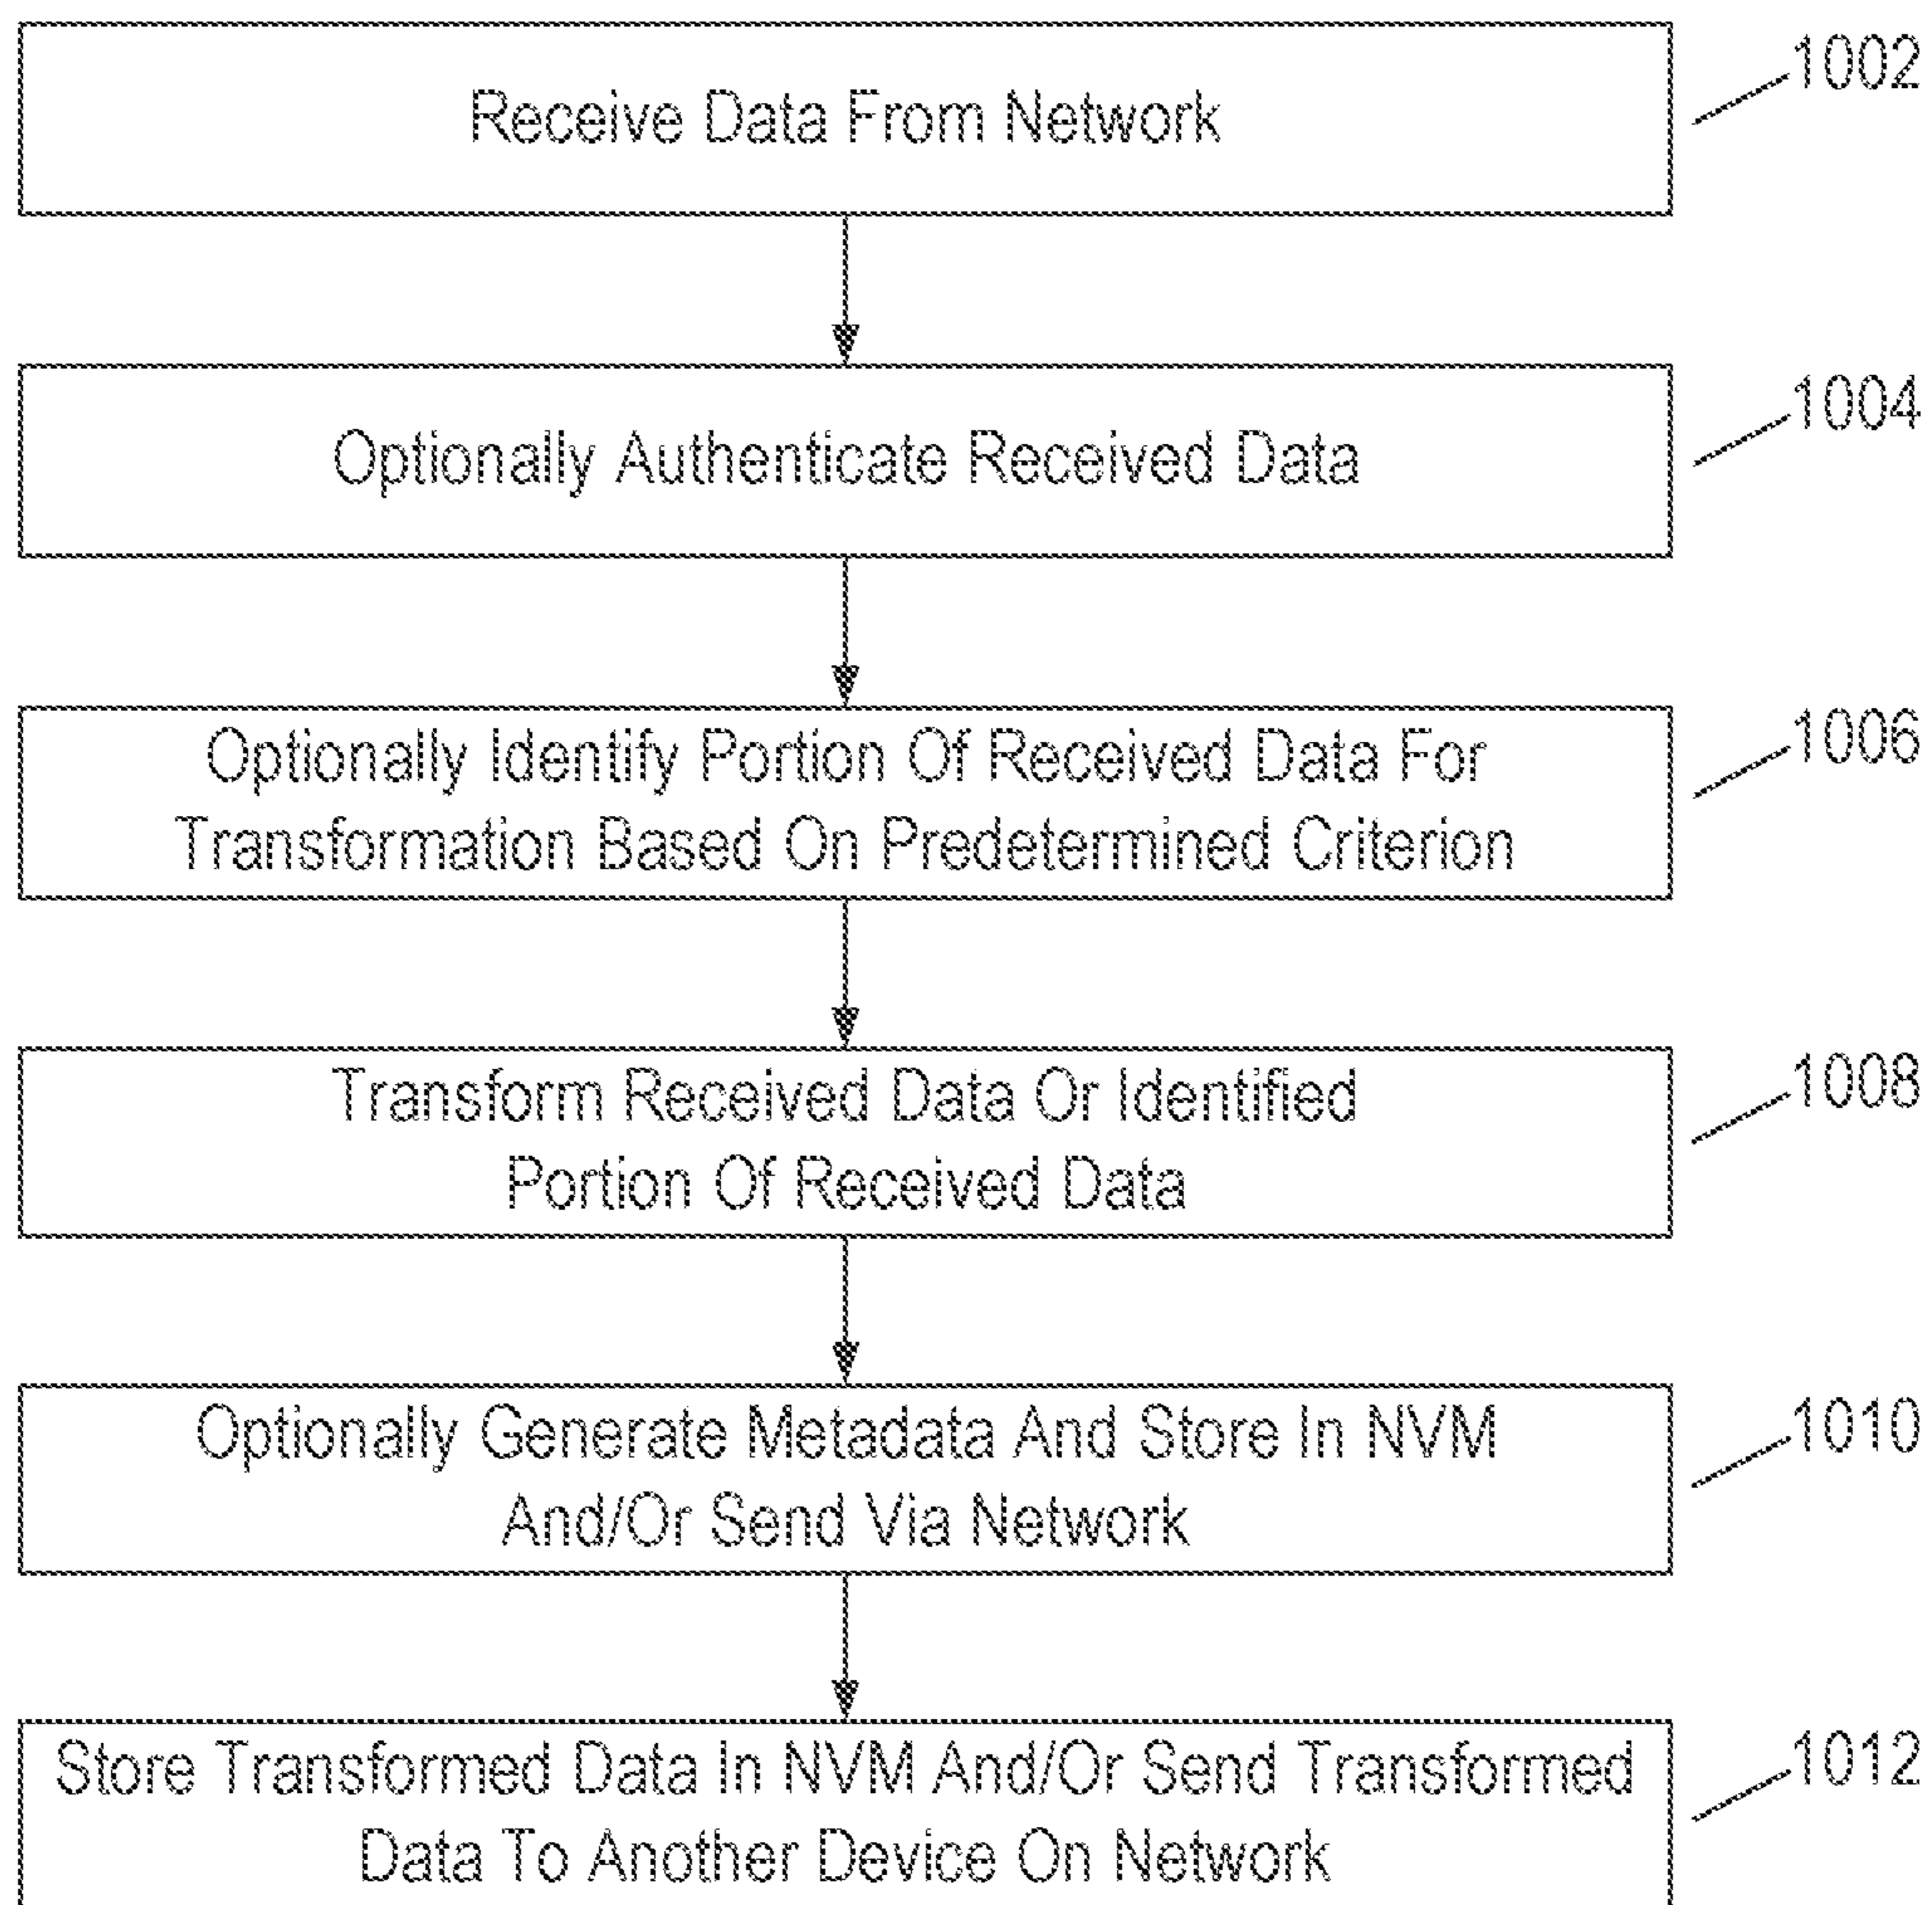 Receive Data From Network
1002
Optionally Authenticate Received Data
1004
Optionally Identify Portion Of Received Data For
Transformation Based On Predetermined Criterion
1006
Transform Received Data Or Identified
Portion Of Received Data
1008
Optionally Generate Metadata And Store In NVM
And/Or Send Via Network
1010
Store Transformed Data In NVM And/Or Send Transformed
Data To Another Device On Network
1012